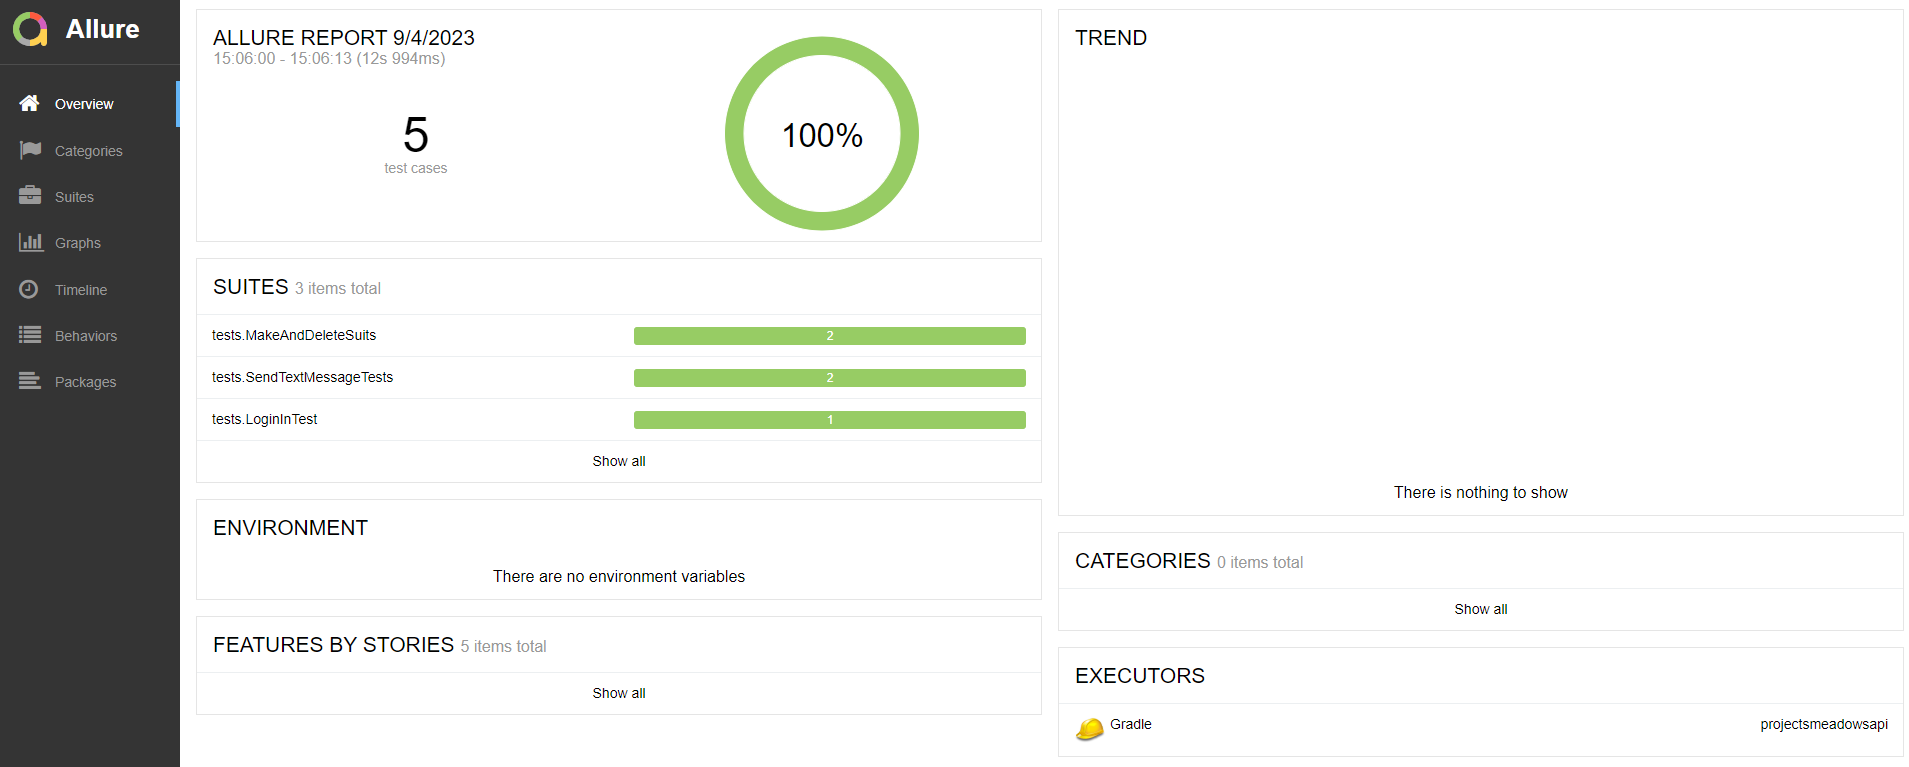 Allure
Overview
Categories
Suites
Graphs
Timeline
Behaviors
Packages
ALLURE REPORT 9/4/2023
15:06:00 - 15:06:13 (12s 994ms)
5
test cases
100%
SUITES 3 items total
tests.MakeAndDeleteSuits 2
tests.SendTextMessageTests 2
tests.LoginInTest 1
Show all
ENVIRONMENT
There are no environment variables
FEATURES BY STORIES 5 items total
Show all
TREND
There is nothing to show
CATEGORIES 0 items total
Show all
EXECUTORS
Gradle projectsmeadowsapi